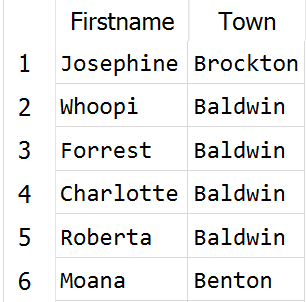 Firstname Town
1 Josephine Brockton
2 Whoopi Baldwin
3 Forrest Baldwin
4 Charlotte Baldwin
5 Roberta Baldwin
6 Moana Benton